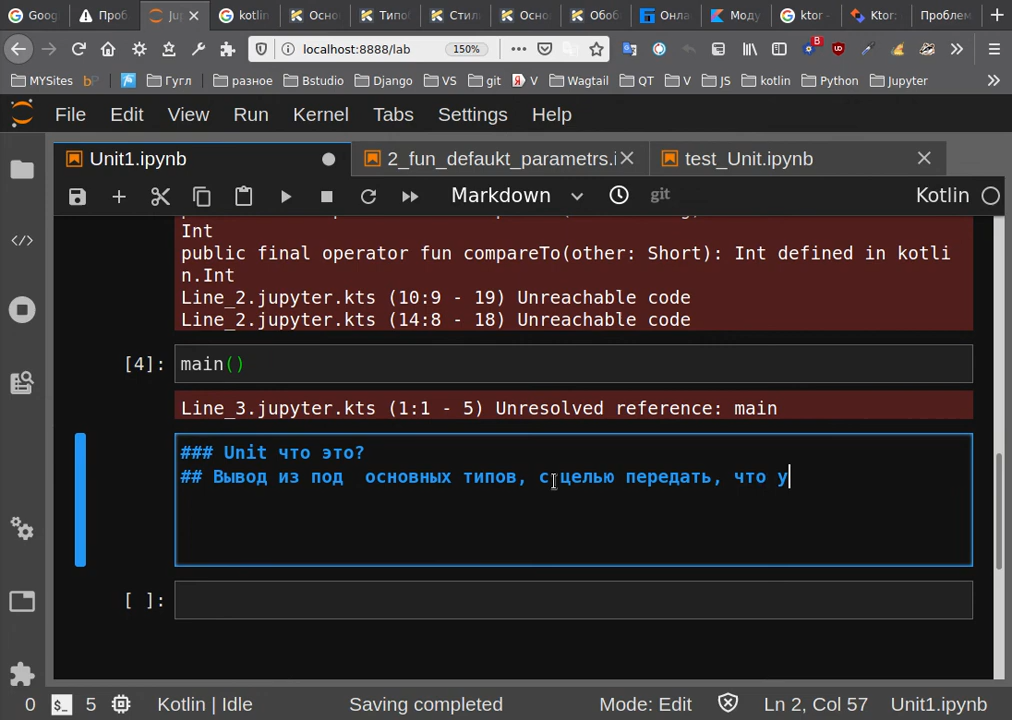 Goog
Проб
Jup
kotlin
Осно
Типо
Стил
Осно
Обоб
Онла
Моду
ktor -
Ktor:
Проблем
localhost:8888/lab
150%
MYSites
Гугл
разное
Bstudio
Django
VS
git
V
Wagtail
QT
V
JS
kotlin
Python
Jupyter
File Edit View Run Kernel Tabs Settings Help
Unit1.ipynb
2_fun_defaukt_parametrs.i
test_Unit.ipynb
Markdown
git
Kotlin
Int
public final operator fun compareTo(other: Short): Int defined in kotli
n.Int
Line_2.jupyter.kts (10:9 - 19) Unreachable code
Line_2.jupyter.kts (14:8 - 18) Unreachable code
[4]: main()
Line_3.jupyter.kts (1:1 - 5) Unresolved reference: main
### Unit что это?
## Вывод из под  основных типов, с целью передать, что у
[ ]:
0 $_ 5 Kotlin | Idle Saving completed Mode: Edit Ln 2, Col 57 Unit1.ipynb